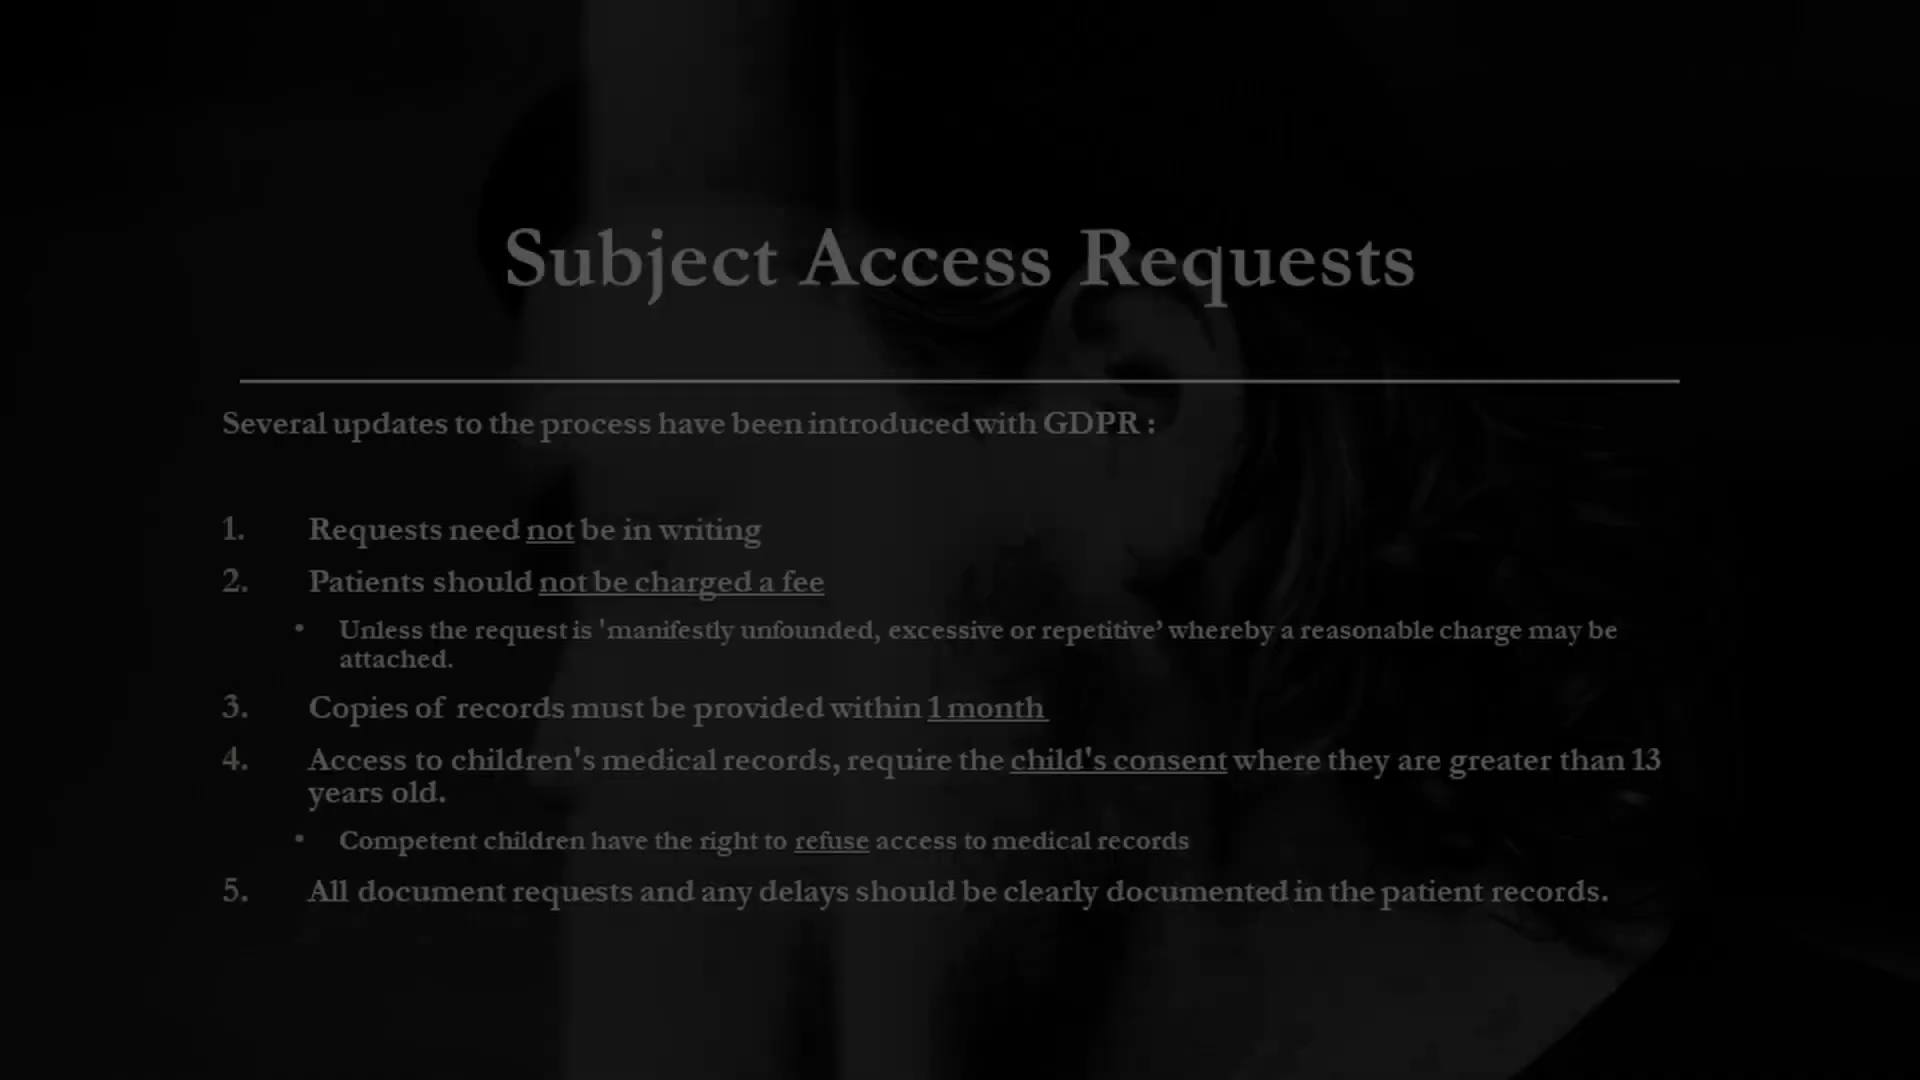 Subject Access Requests
Several updates to the process have been introduced with GDPR :
1. Requests need not be in writing
2. Patients should not be charged a fee
• Unless the request is 'manifestly unfounded, excessive or repetitive’ whereby a reasonable charge may be
attached.
3. Copies of records must be provided within 1 month
4. Access to children's medical records, require the child's consent where they are greater than 13
years old.
• Competent children have the right to refuse access to medical records
5. All document requests and any delays should be clearly documented in the patient records.